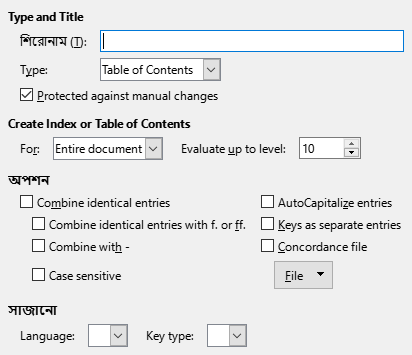 Type and Title
শিরোনাম (T):
Type: Table of Contents
Protected against manual changes
Create Index or Table of Contents
For: Entire document Evaluate up to level: 10
অপশন
Combine identical entries AutoCapitalize entries
Combine identical entries with f. or ff. Keys as separate entries
Combine with - Concordance file
Case sensitive File
সাজানো
Language: Key type: